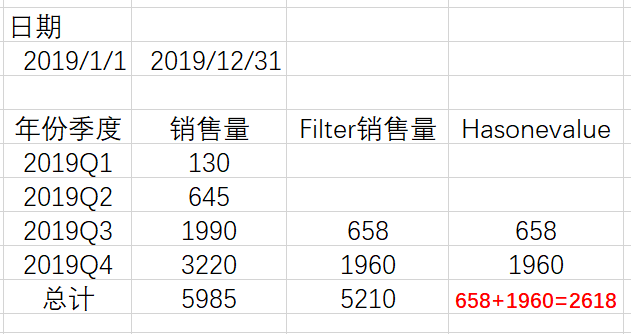 日期
2019/1/1 2019/12/31
年份季度 销售量 Filter销售量 Hasonevalue
2019Q1 130
2019Q2 645
2019Q3 1990 658 658
2019Q4 3220 1960 1960
总计 5985 5210 658+1960=2618